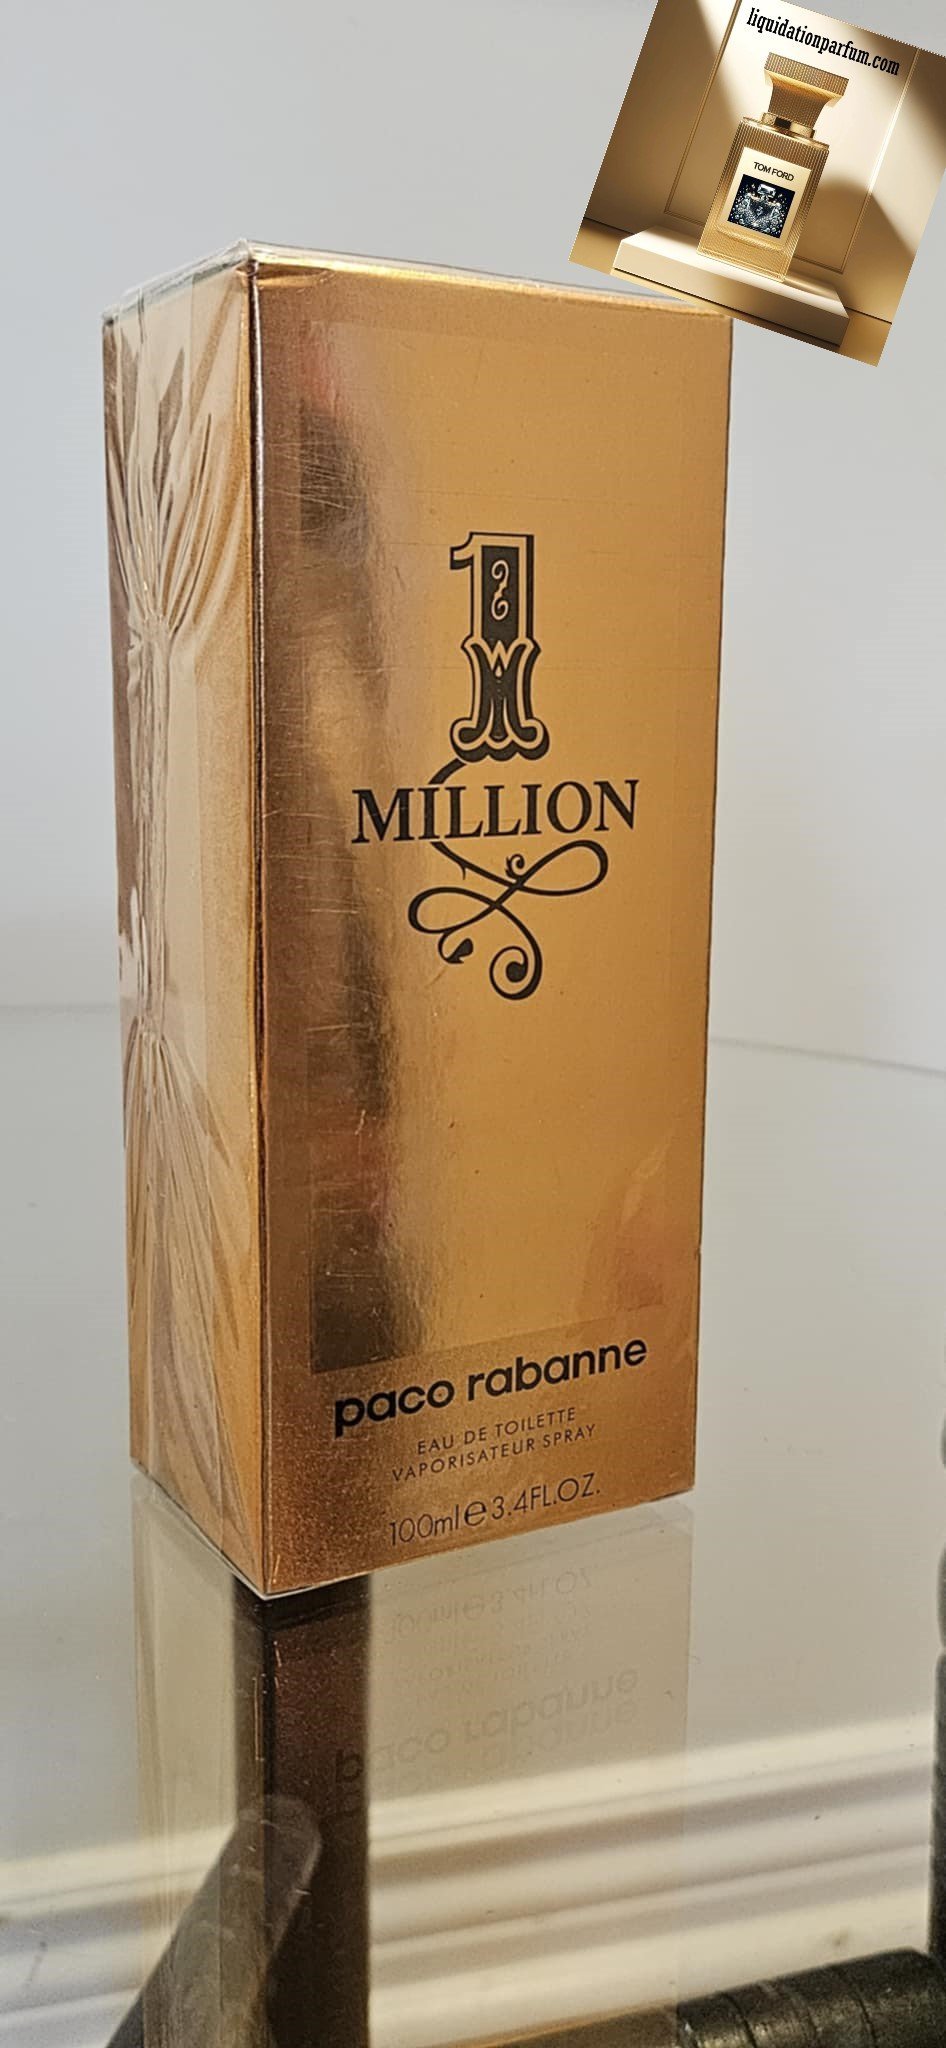 liquidationparfum.com
TOM FORD
1
MILLION
paco rabanne
EAU DE TOILETTE
VAPORISATEUR SPRAY
100ml℮3.4FL.OZ.